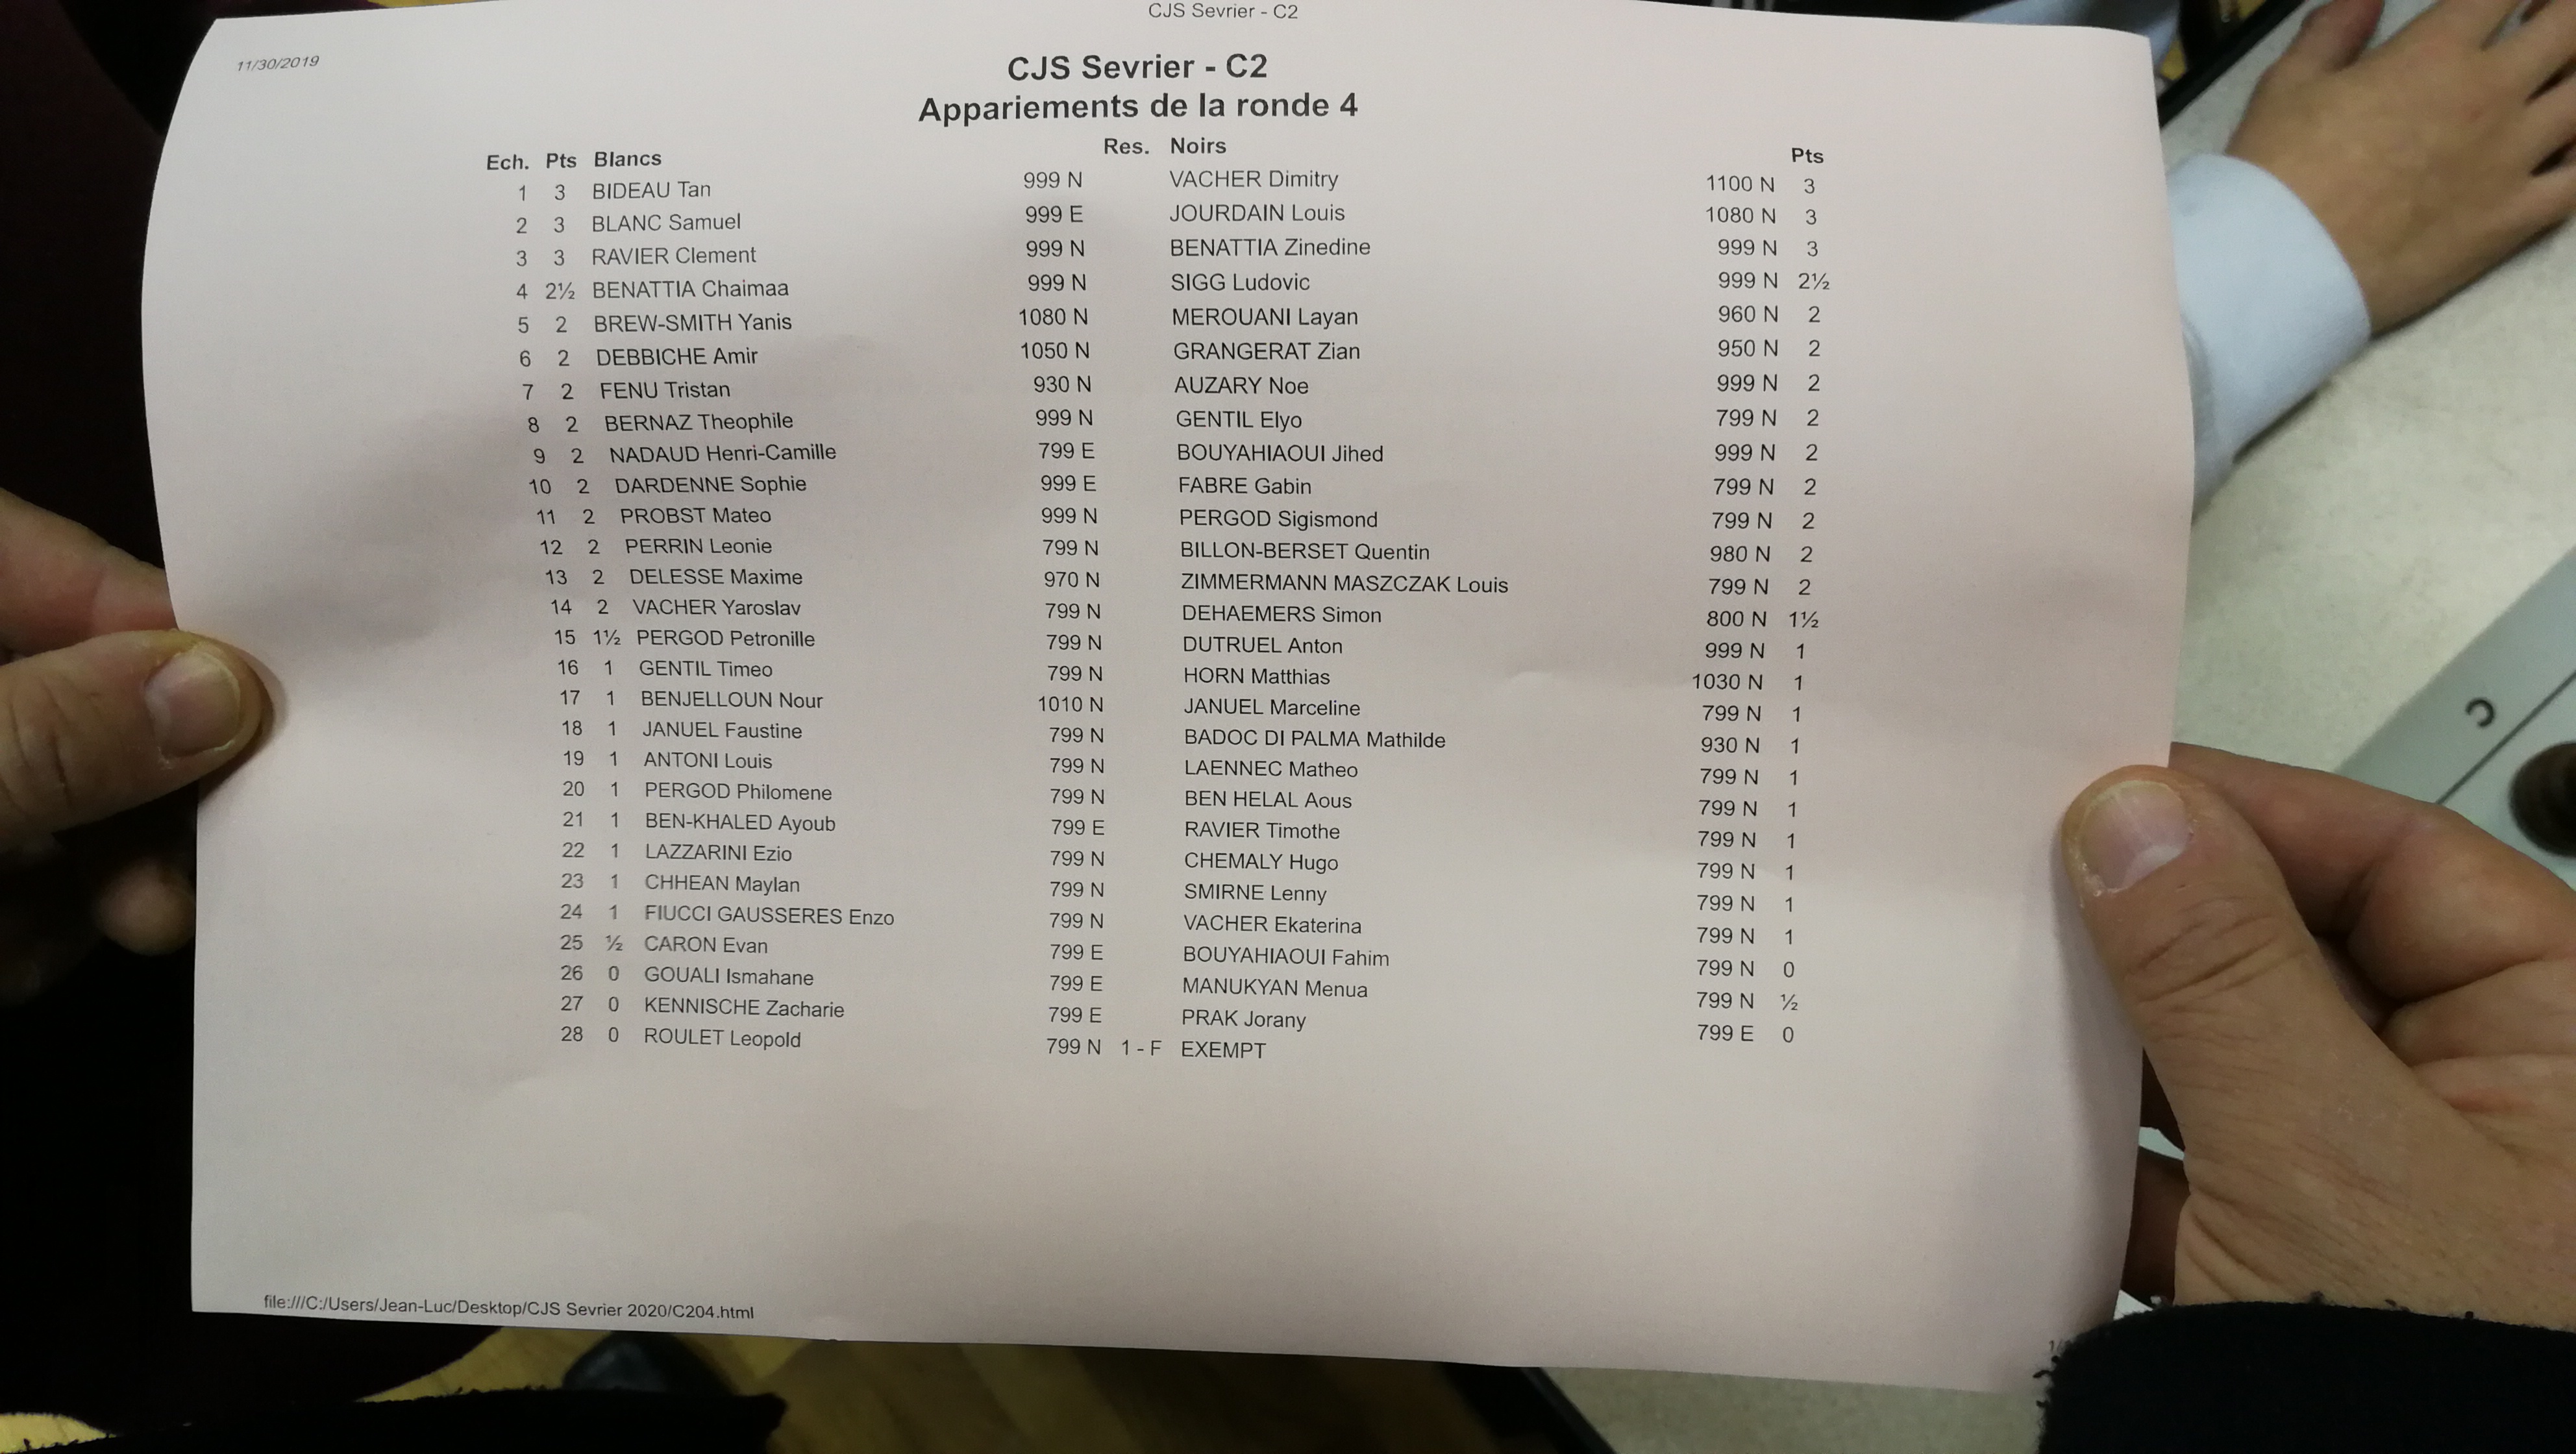 CJS Sevrier - C2
11/30/2019
CJS Sevrier - C2
Appariements de la ronde 4
Ech. Pts Blancs Res. Noirs Pts
1 3 BIDEAU Tan 999 N VACHER Dimitry 1100 N 3
2 3 BLANC Samuel 999 E JOURDAIN Louis 1080 N 3
3 3 RAVIER Clement 999 N BENATTIA Zinedine 999 N 3
4 2½ BENATTIA Chaimaa 999 N SIGG Ludovic 999 N 2½
5 2 BREW-SMITH Yanis 1080 N MEROUANI Layan 960 N 2
6 2 DEBBICHE Amir 1050 N GRANGERAT Zian 950 N 2
7 2 FENU Tristan 930 N AUZARY Noe 999 N 2
8 2 BERNAZ Theophile 999 N GENTIL Elyo 799 N 2
9 2 NADAUD Henri-Camille 799 E BOUYAHIAOUI Jihed 999 N 2
10 2 DARDENNE Sophie 999 E FABRE Gabin 799 N 2
11 2 PROBST Mateo 999 N PERGOD Sigismond 799 N 2
12 2 PERRIN Leonie 799 N BILLON-BERSET Quentin 980 N 2
13 2 DELESSE Maxime 970 N ZIMMERMANN MASZCZAK Louis 799 N 2
14 2 VACHER Yaroslav 799 N DEHAEMERS Simon 800 N 1½
15 1½ PERGOD Petronille 799 N DUTRUEL Anton 999 N 1
16 1 GENTIL Timeo 799 N HORN Matthias 1030 N 1
17 1 BENJELLOUN Nour 1010 N JANUEL Marceline 799 N 1
18 1 JANUEL Faustine 799 N BADOC DI PALMA Mathilde 930 N 1
19 1 ANTONI Louis 799 N LAENNEC Matheo 799 N 1
20 1 PERGOD Philomene 799 N BEN HELAL Aous 799 N 1
21 1 BEN-KHALED Ayoub 799 E RAVIER Timothe 799 N 1
22 1 LAZZARINI Ezio 799 N CHEMALY Hugo 799 N 1
23 1 CHHEAN Maylan 799 N SMIRNE Lenny 799 N 1
24 1 FIUCCI GAUSSERES Enzo 799 N VACHER Ekaterina 799 N 1
25 ½ CARON Evan 799 E BOUYAHIAOUI Fahim 799 N 0
26 0 GOUALI Ismahane 799 E MANUKYAN Menua 799 N ½
27 0 KENNISCHE Zacharie 799 E PRAK Jorany 799 E 0
28 0 ROULET Leopold 799 N 1 - F EXEMPT
file:///C:/Users/Jean-Luc/Desktop/CJS Sevrier 2020/C204.html